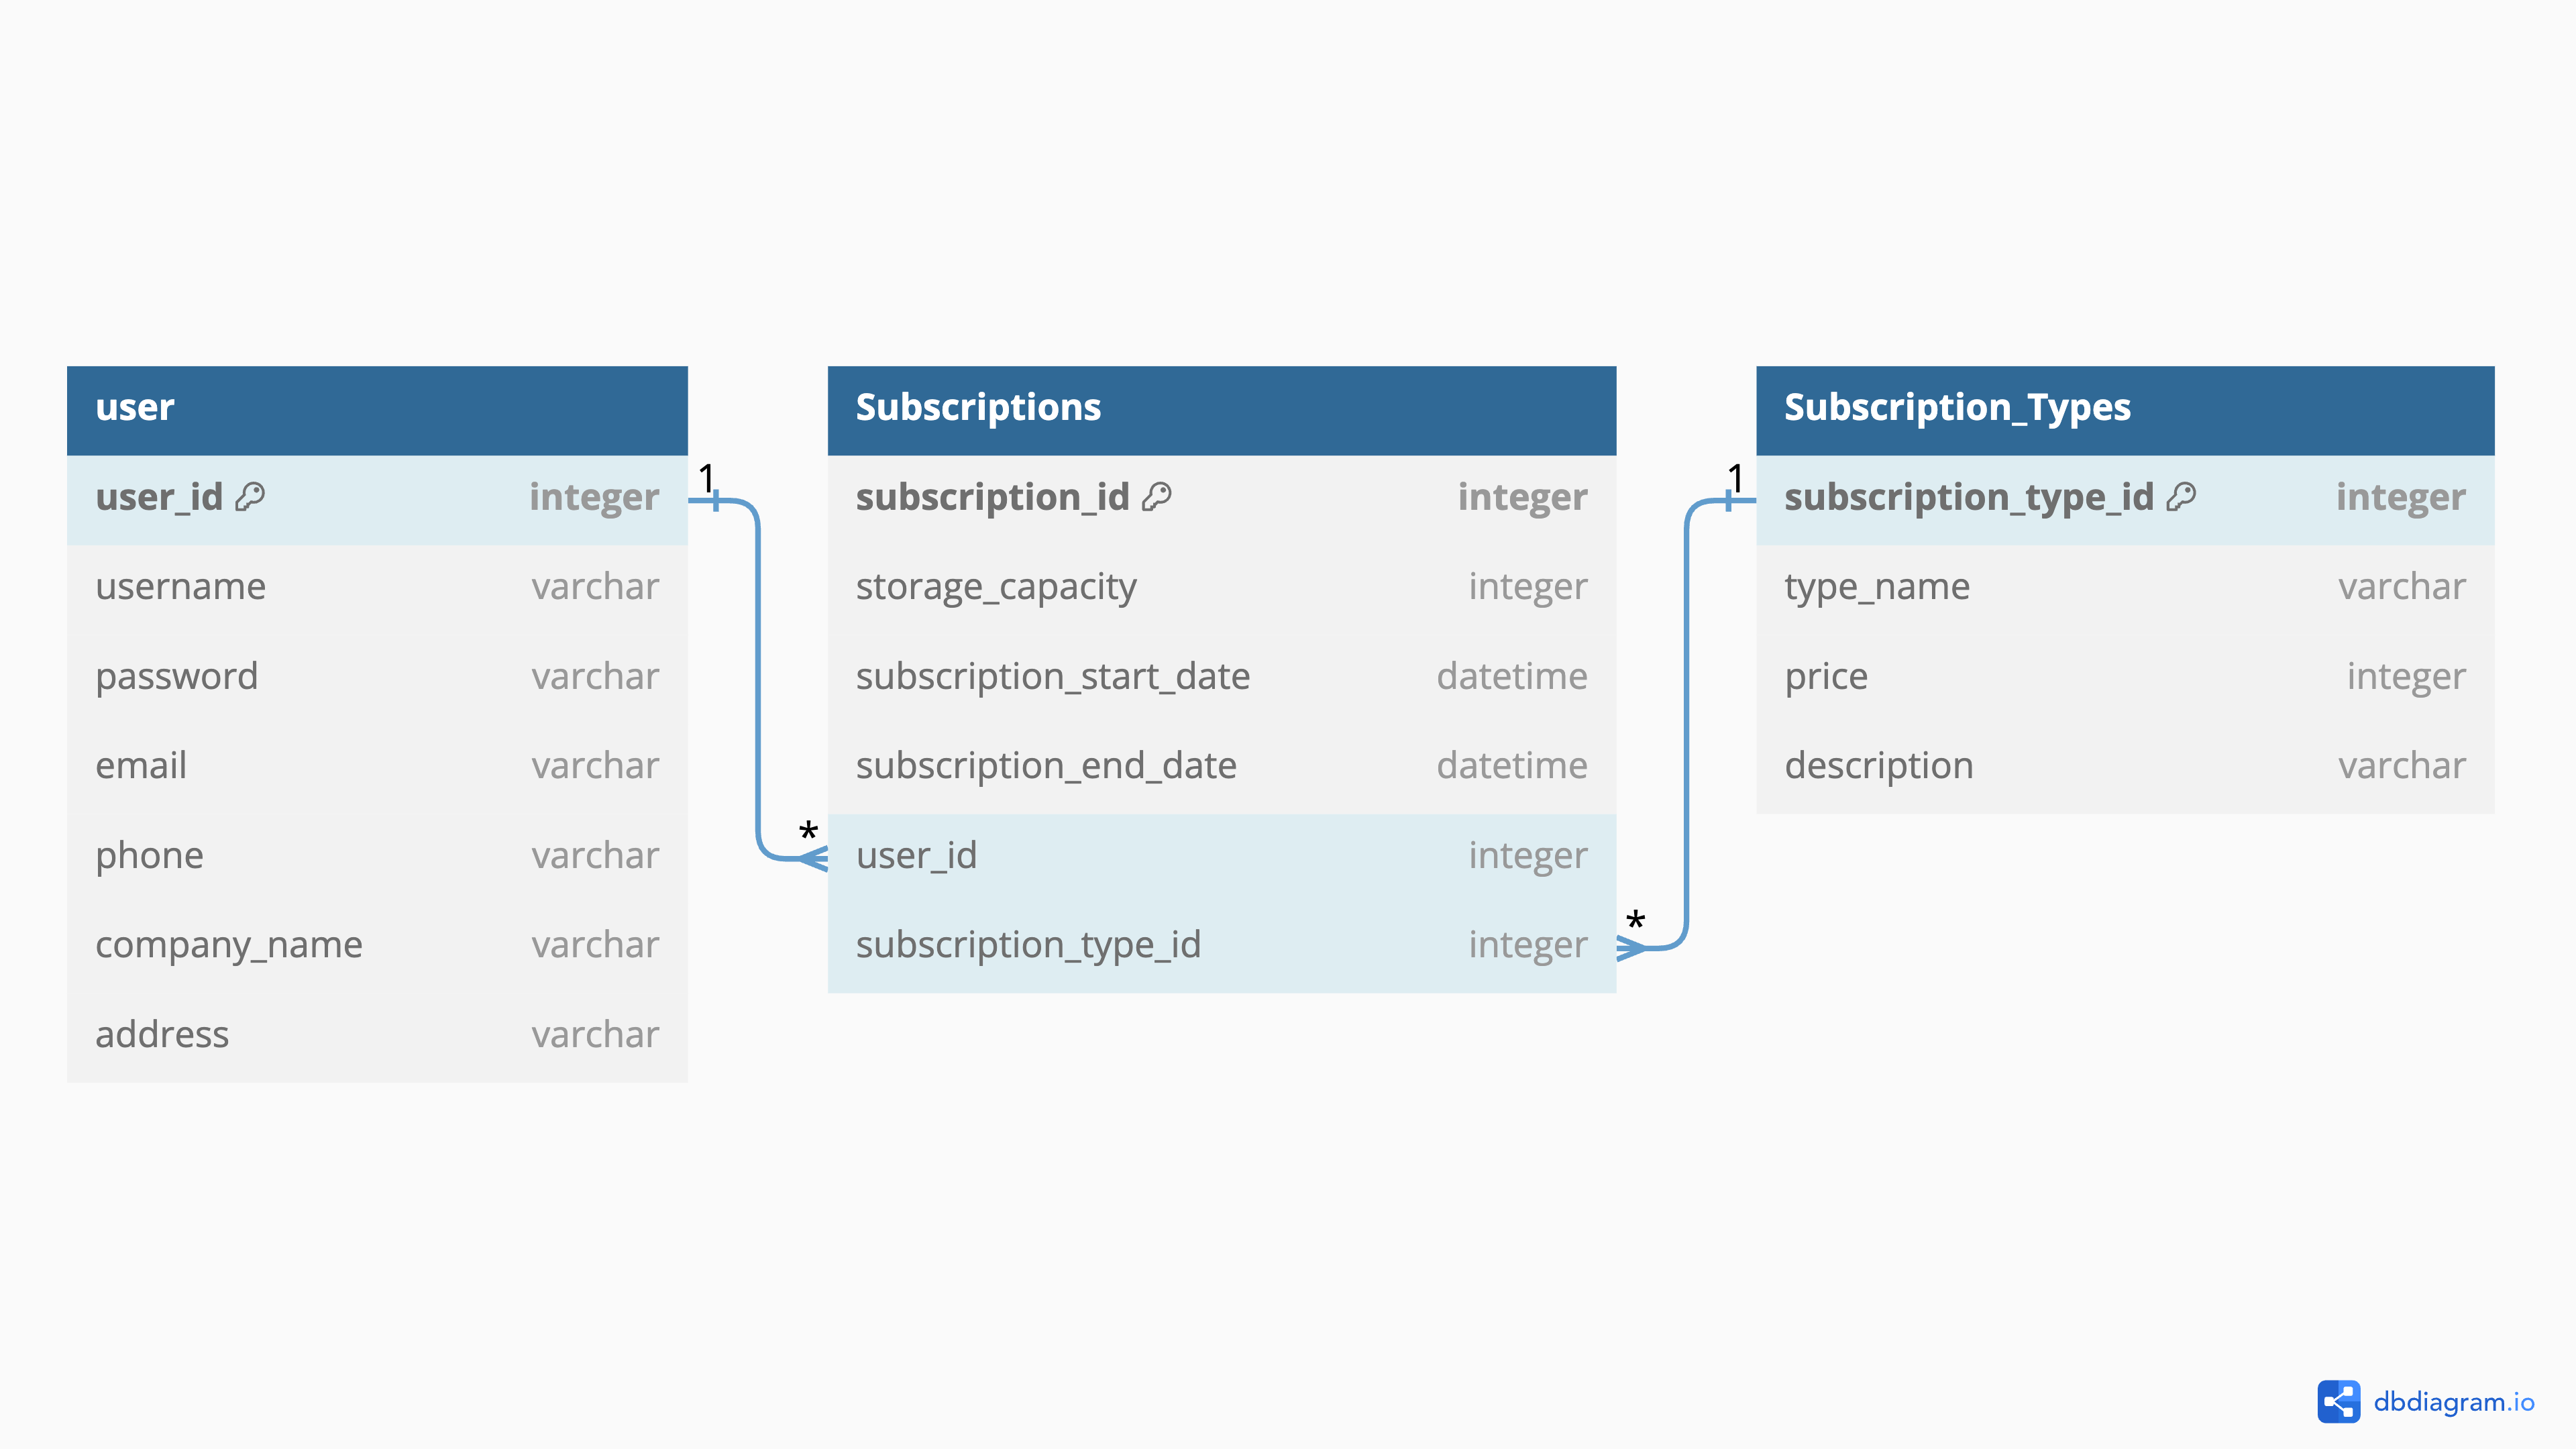 user
user_id integer
username varchar
password varchar
email varchar
phone varchar
company_name varchar
address varchar
1
*
Subscriptions
subscription_id integer
storage_capacity integer
subscription_start_date datetime
subscription_end_date datetime
user_id integer
subscription_type_id integer
*
1
Subscription_Types
subscription_type_id integer
type_name varchar
price integer
description varchar
dbdiagram.io